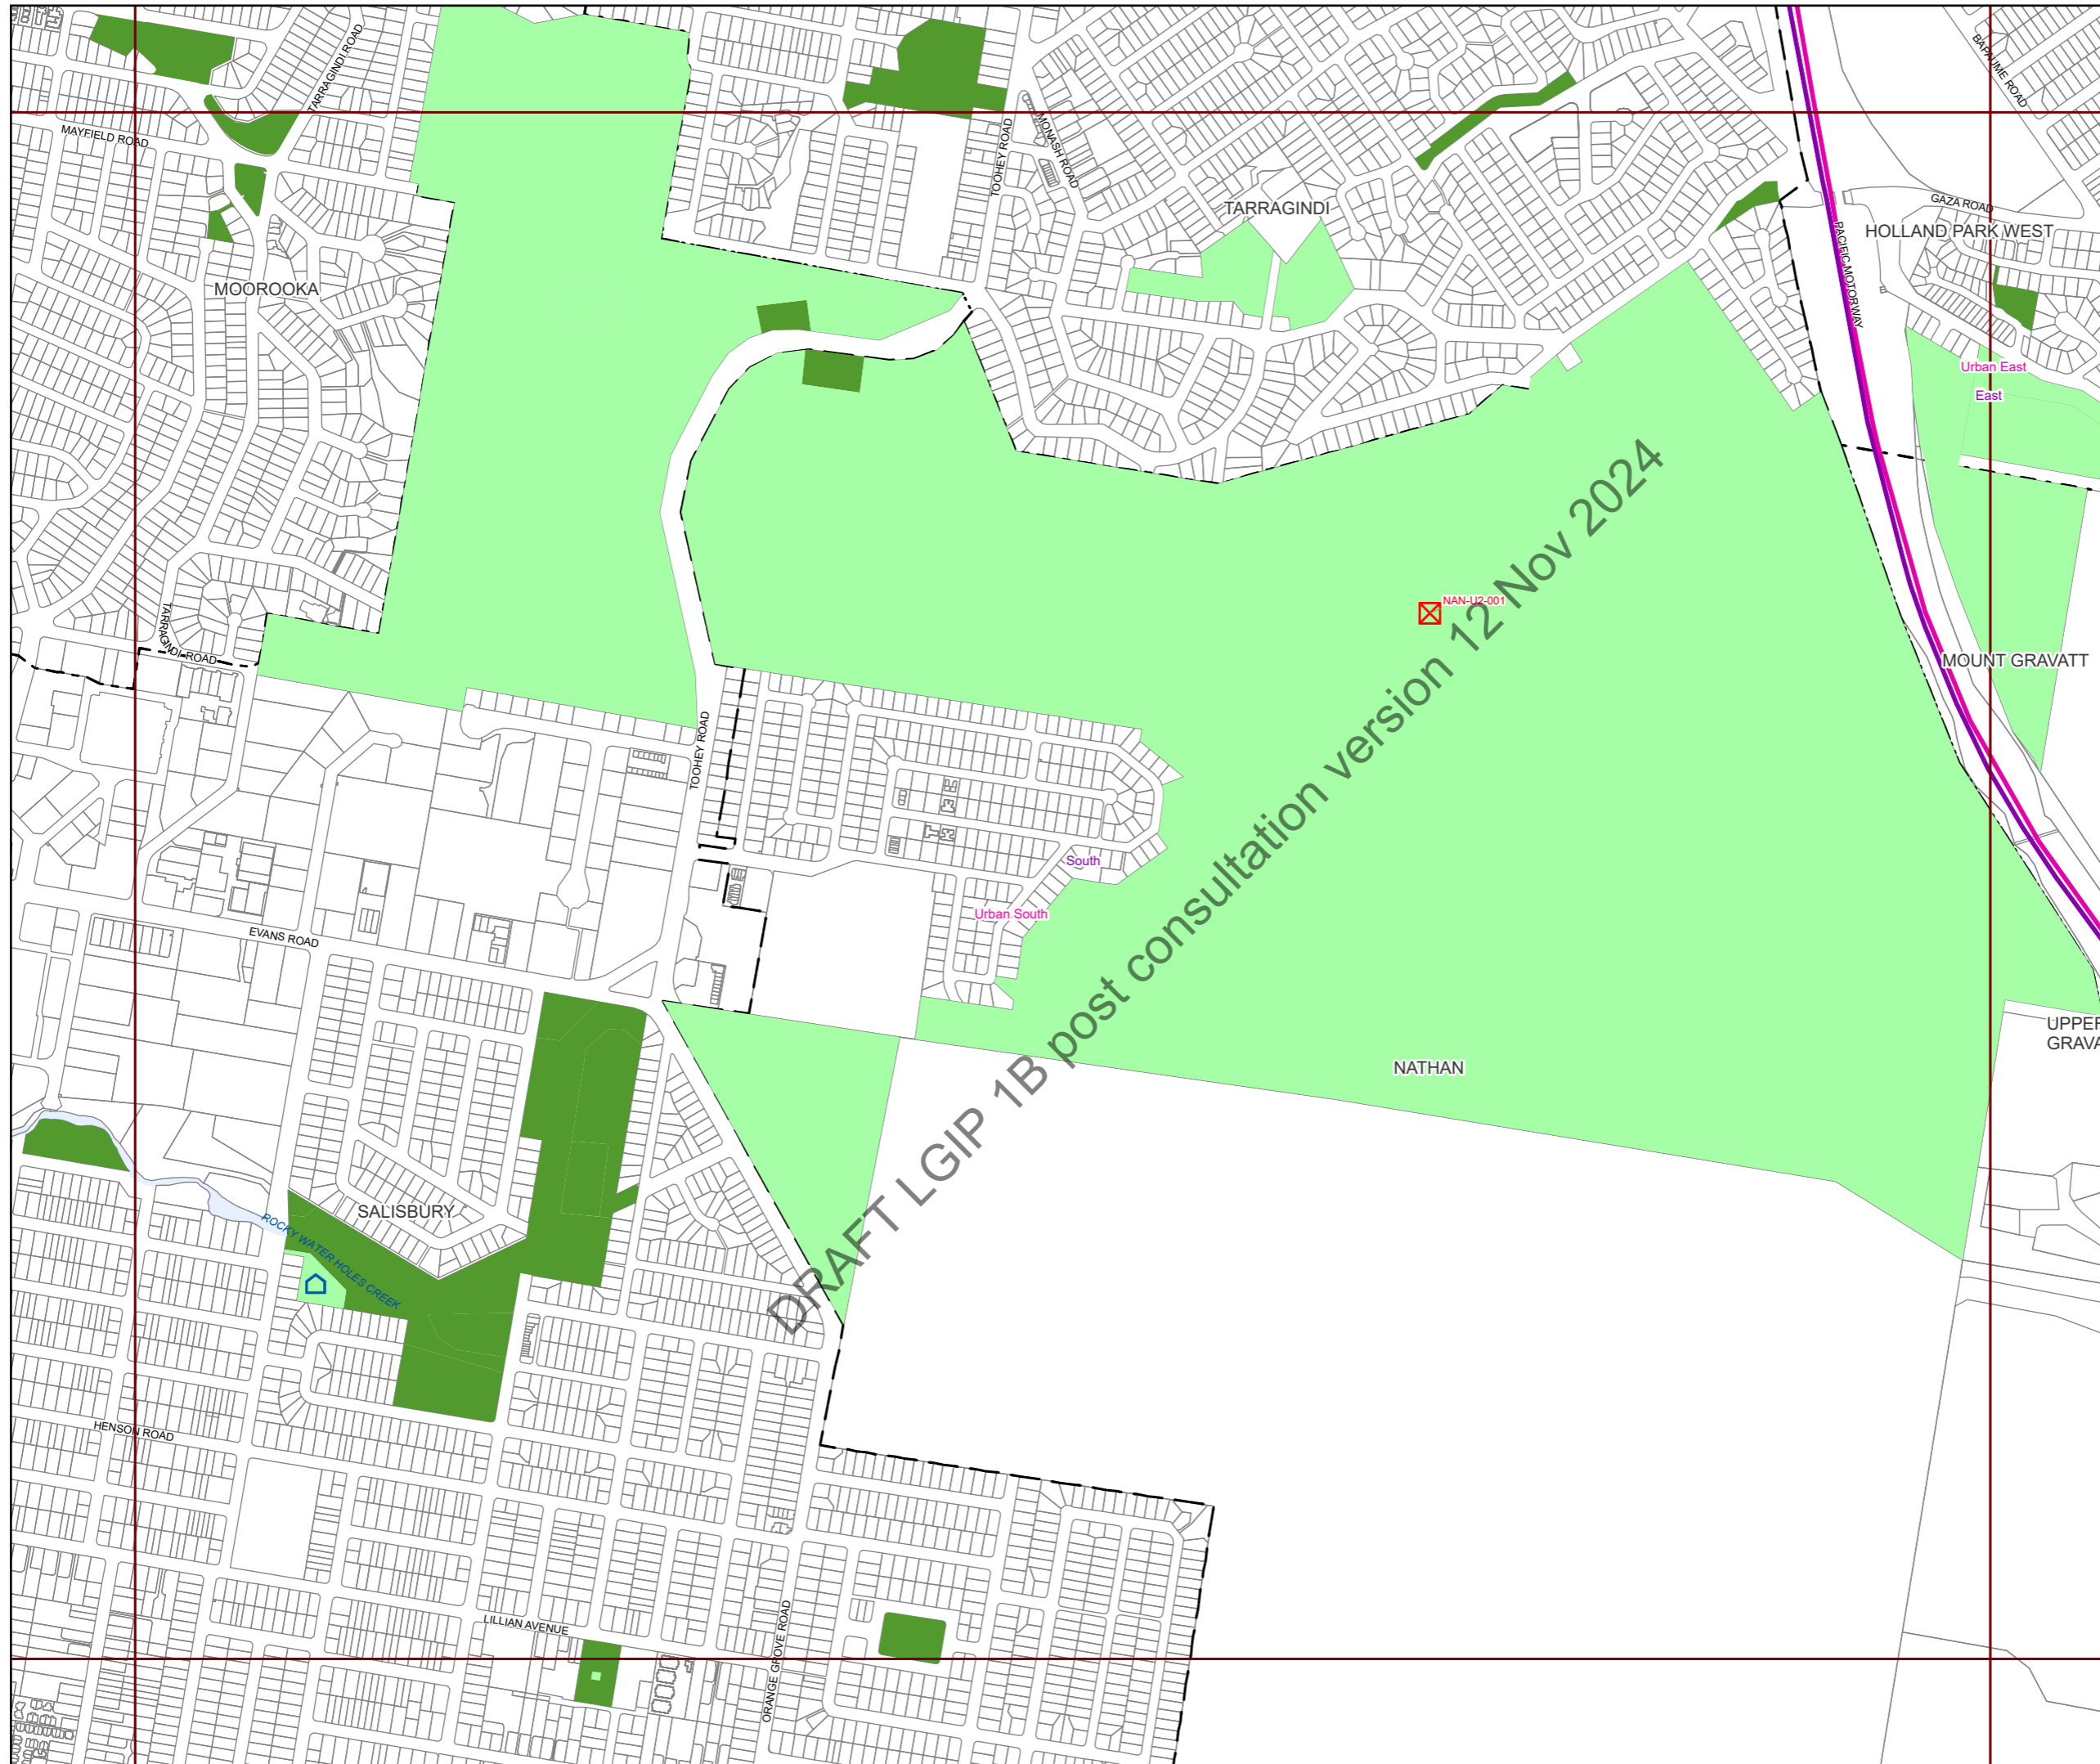 TARRAGINDI ROAD
BAPAUME ROAD
MAYFIELD ROAD
MONASH ROAD
TOOHEY ROAD
TARRAGINDI
GAZA ROAD
HOLLAND PARK WEST
PACIFIC MOTORWAY
MOOROOKA
Urban East
East
NAN-U2-001
TARRAGINDI ROAD
MOUNT GRAVATT
TOOHEY ROAD
South
Urban South
EVANS ROAD
UPPER
GRAVA
NATHAN
DRAFT LGIP 1B post consultation version 12 Nov 2024
SALISBURY
ROCKY WATER HOLES CREEK
HENSON ROAD
LILLIAN AVENUE
ORANGE GROVE ROAD